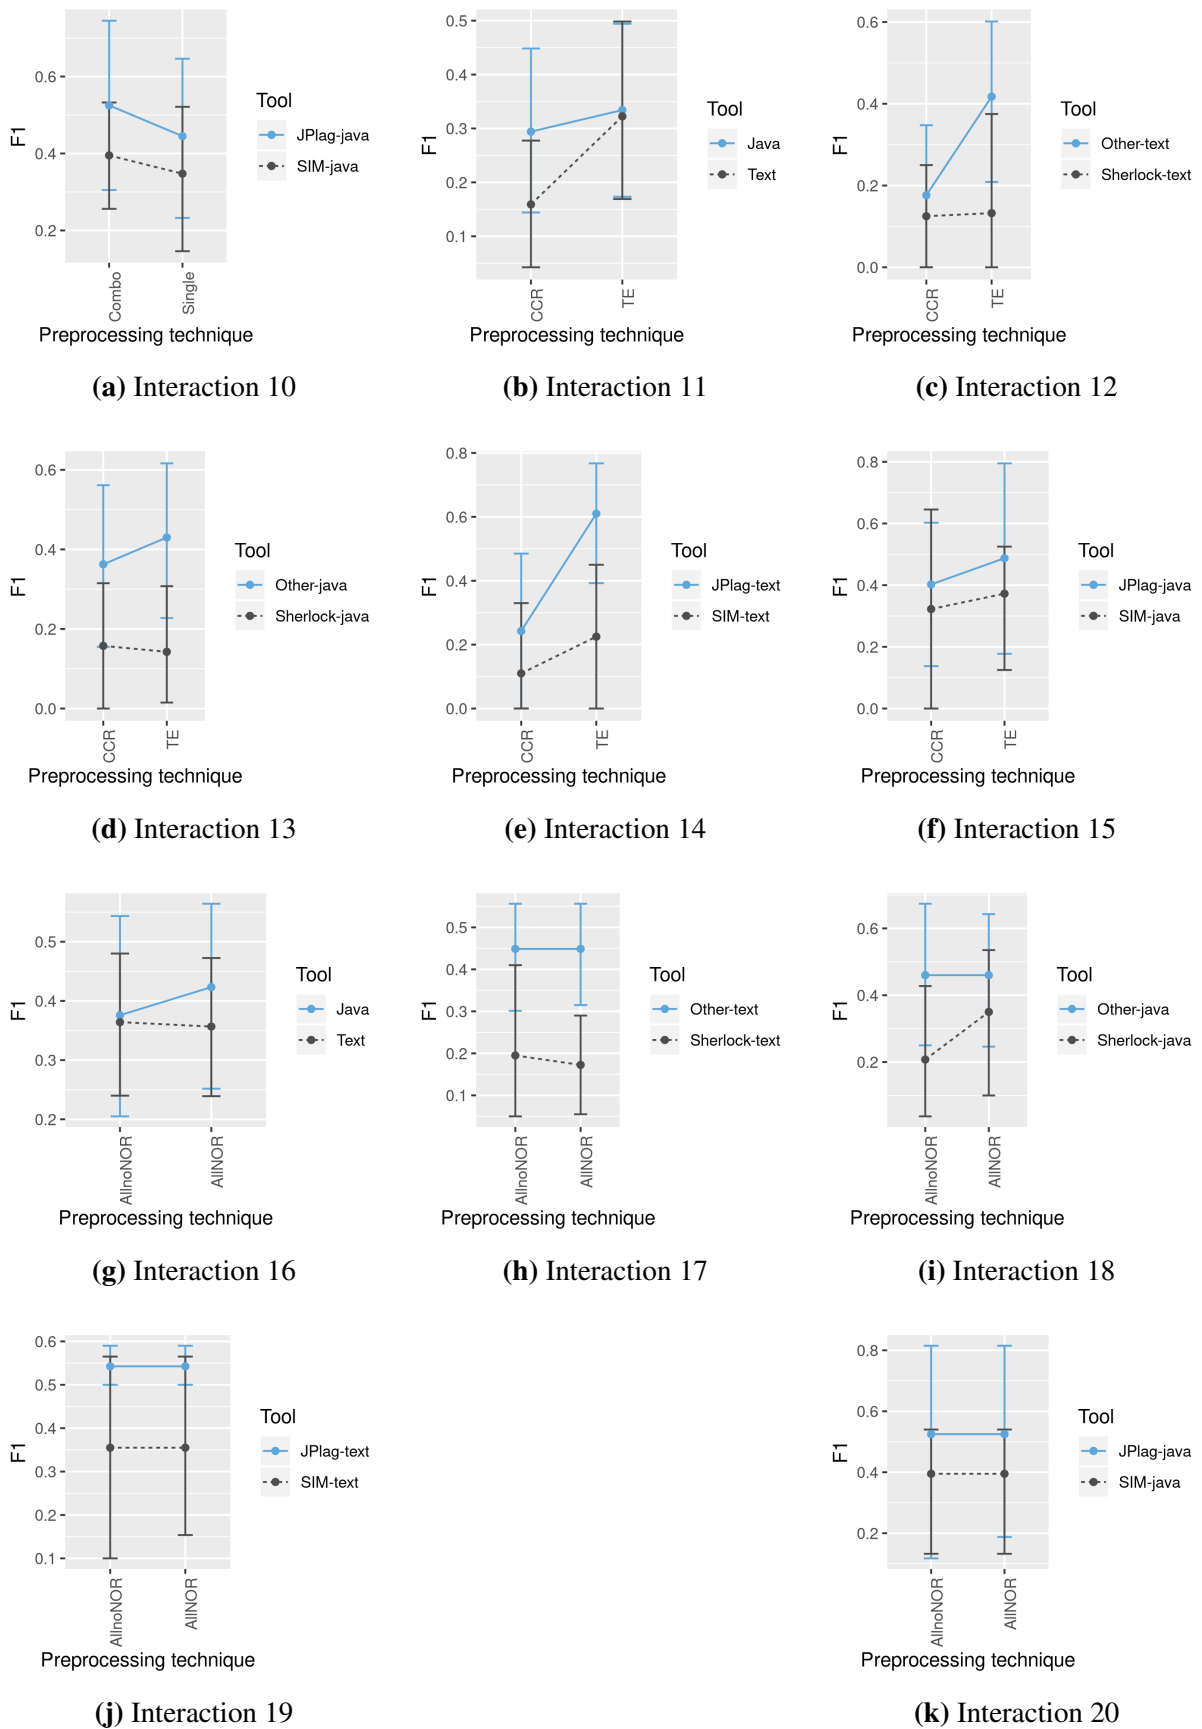 0.6
0.4
0.2
F1
Combo
Single
Preprocessing technique
Tool
JPlag-java
SIM-java
(a) Interaction 10
0.5
0.4
0.3
0.2
0.1
F1
CCR
TE
Preprocessing technique
Tool
Java
Text
(b) Interaction 11
0.6
0.4
0.2
0.0
F1
CCR
TE
Preprocessing technique
Tool
Other-text
Sherlock-text
(c) Interaction 12
0.6
0.4
0.2
0.0
F1
CCR
TE
Preprocessing technique
Tool
Other-java
Sherlock-java
(d) Interaction 13
0.8
0.6
0.4
0.2
0.0
F1
CCR
TE
Preprocessing technique
Tool
JPlag-text
SIM-text
(e) Interaction 14
0.8
0.6
0.4
0.2
0.0
F1
CCR
TE
Preprocessing technique
Tool
JPlag-java
SIM-java
(f) Interaction 15
0.5
0.4
0.3
0.2
F1
AllnoNOR
AllNOR
Preprocessing technique
Tool
Java
Text
(g) Interaction 16
0.5
0.4
0.3
0.2
0.1
F1
AllnoNOR
AllNOR
Preprocessing technique
Tool
Other-text
Sherlock-text
(h) Interaction 17
0.6
0.4
0.2
F1
AllnoNOR
AllNOR
Preprocessing technique
Tool
Other-java
Sherlock-java
(i) Interaction 18
0.6
0.5
0.4
0.3
0.2
0.1
F1
AllnoNOR
AllNOR
Preprocessing technique
Tool
JPlag-text
SIM-text
(j) Interaction 19
0.8
0.6
0.4
0.2
F1
AllnoNOR
AllNOR
Preprocessing technique
Tool
JPlag-java
SIM-java
(k) Interaction 20